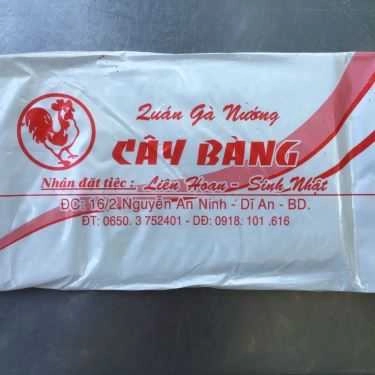 Quán Gà Nướng
CÂY BÀNG
Nhận đặt tiệc : Liên Hoan - Sinh Nhật
ĐC: 16/2 Nguyễn An Ninh - Dĩ An - BD.
ĐT: 0650. 3 752401 - DĐ: 0918. 101 .616